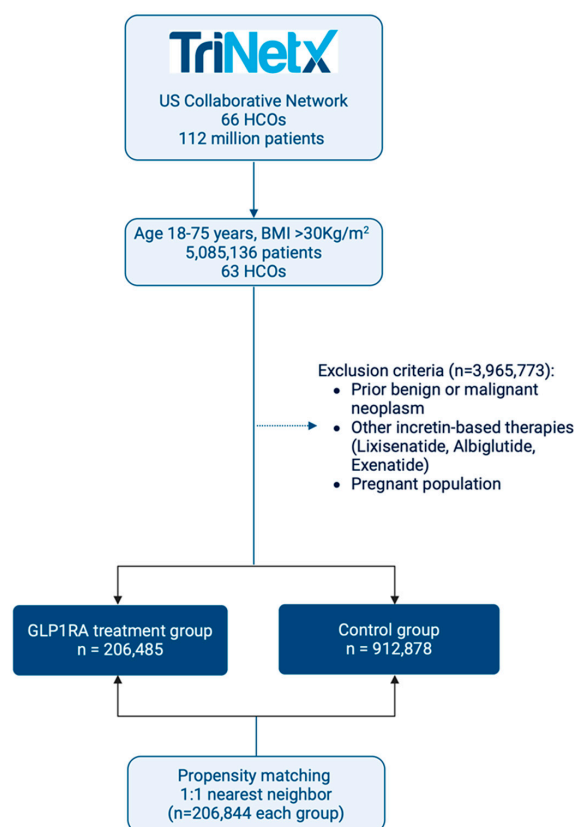 TriNetX
US Collaborative Network
66 HCOs
112 million patients
Age 18-75 years, BMI >30Kg/m²
5,085,136 patients
63 HCOs
Exclusion criteria (n=3,965,773):
• Prior benign or malignant
neoplasm
• Other incretin-based therapies
(Lixisenatide, Albiglutide,
Exenatide)
• Pregnant population
GLP1RA treatment group
n = 206,485
Control group
n = 912,878
Propensity matching
1:1 nearest neighbor
(n=206,844 each group)